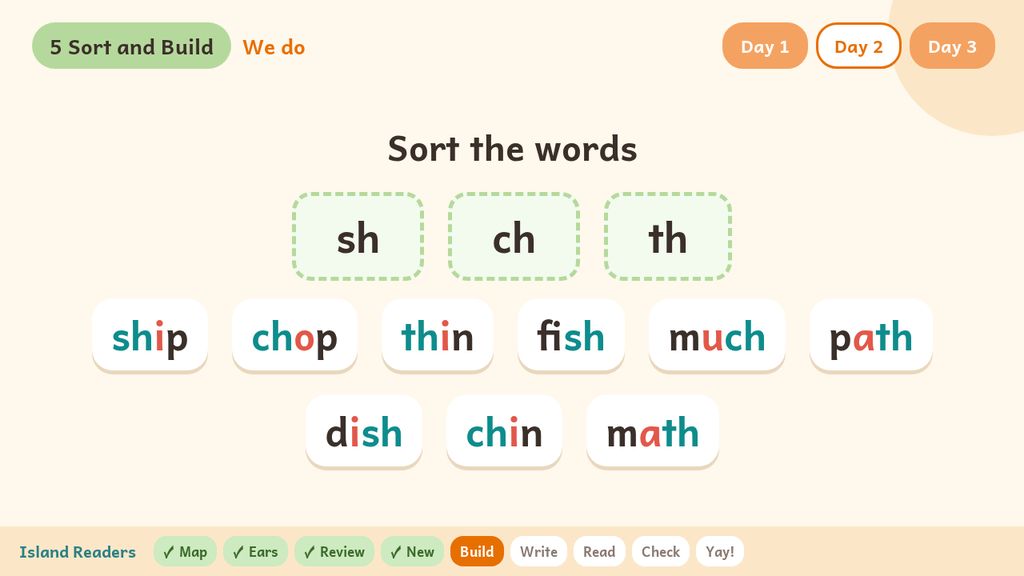 5 Sort and Build We do Day 1 Day 2 Day 3
Sort the words
sh ch th
ship chop thin fish much path
dish chin math
Island Readers ✓ Map ✓ Ears ✓ Review ✓ New Build Write Read Check Yay!